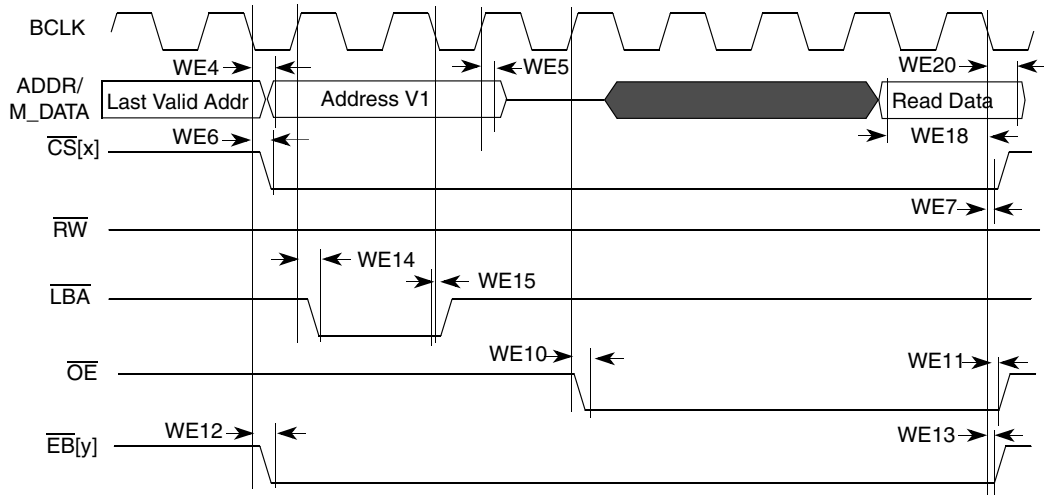 BCLK
WE4
WE5
WE20
ADDR/
M_DATA
Last Valid Addr
Address V1
Read Data
WE6
WE18
CS[x]
WE7
RW
WE14
WE15
LBA
WE10
WE11
OE
WE12
WE13
EB[y]